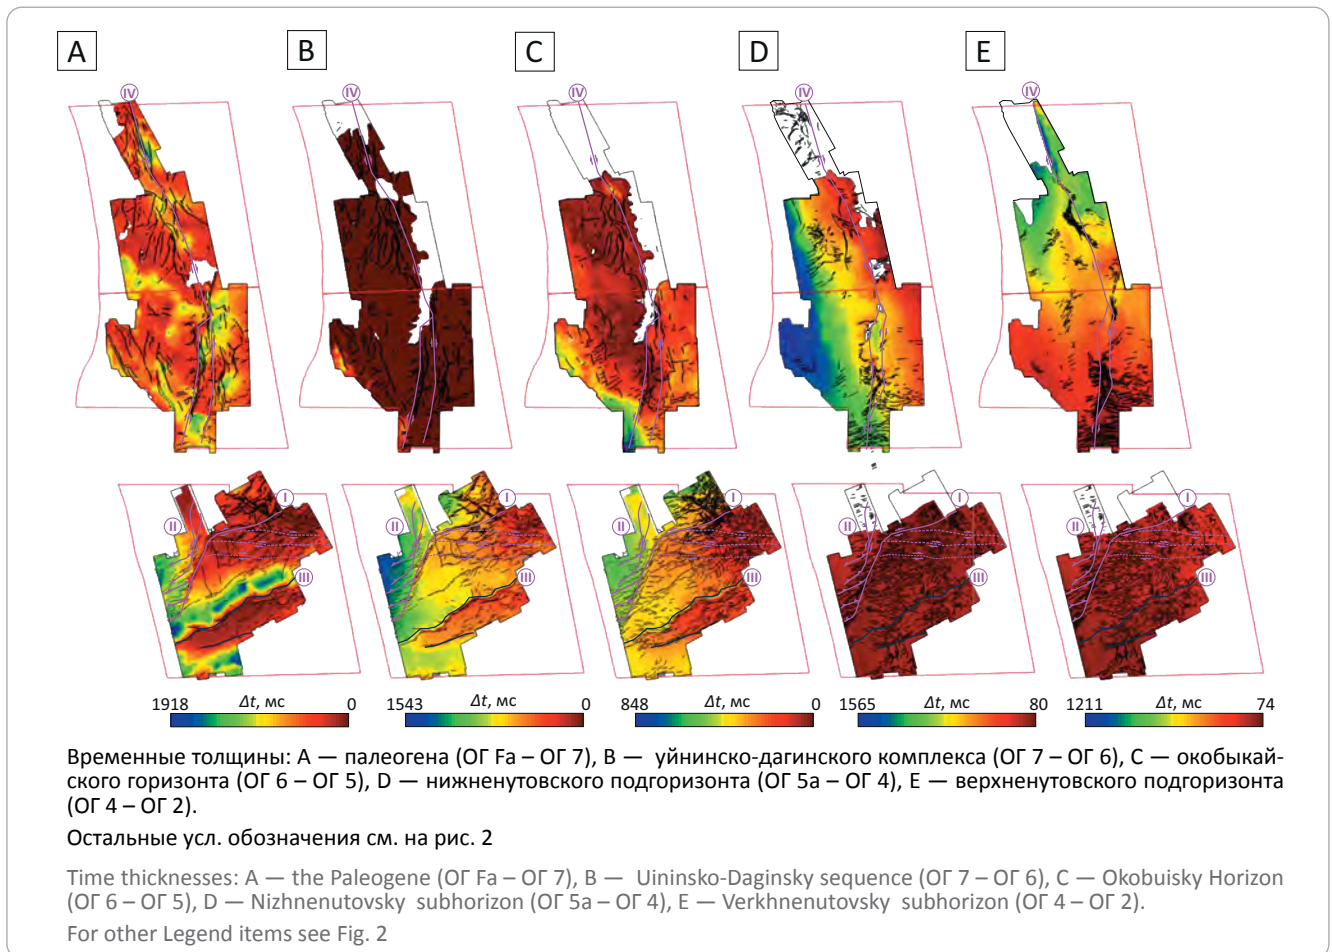 A B C D E
IV IV IV IV IV
I I I I I
II II II II II
III III III III III
1918 Δt, мс 0 1543 Δt, мс 0 848 Δt, мс 0 1565 Δt, мс 80 1211 Δt, мс 74
Временные толщины: A — палеогена (ОГ Fa – ОГ 7), B — уйнинско-дагинского комплекса (ОГ 7 – ОГ 6), C — окобыкай-
ского горизонта (ОГ 6 – ОГ 5), D — нижненутовского подгоризонта (ОГ 5а – ОГ 4), E — верхненутовского подгоризонта
(ОГ 4 – ОГ 2).
Остальные усл. обозначения см. на рис. 2
Time thicknesses: A — the Paleogene (ОГ Fa – ОГ 7), B — Uininsko-Daginsky sequence (ОГ 7 – ОГ 6), C — Okobuisky Horizon
(ОГ 6 – ОГ 5), D — Nizhnenutovsky subhorizon (ОГ 5a – ОГ 4), E — Verkhnenutovsky subhorizon (ОГ 4 – ОГ 2).
For other Legend items see Fig. 2